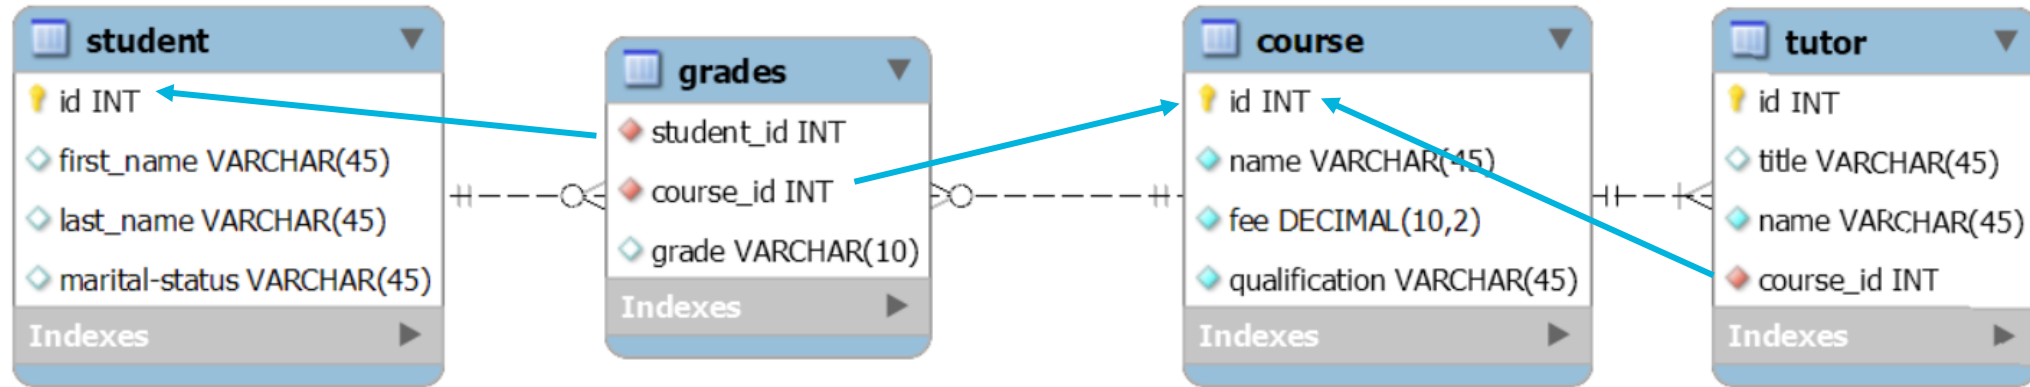 student
id INT
first_name VARCHAR(45)
last_name VARCHAR(45)
marital-status VARCHAR(45)
Indexes
grades
student_id INT
course_id INT
grade VARCHAR(10)
Indexes
course
id INT
name VARCHAR(45)
fee DECIMAL(10,2)
qualification VARCHAR(45)
Indexes
tutor
id INT
title VARCHAR(45)
name VARCHAR(45)
course_id INT
Indexes